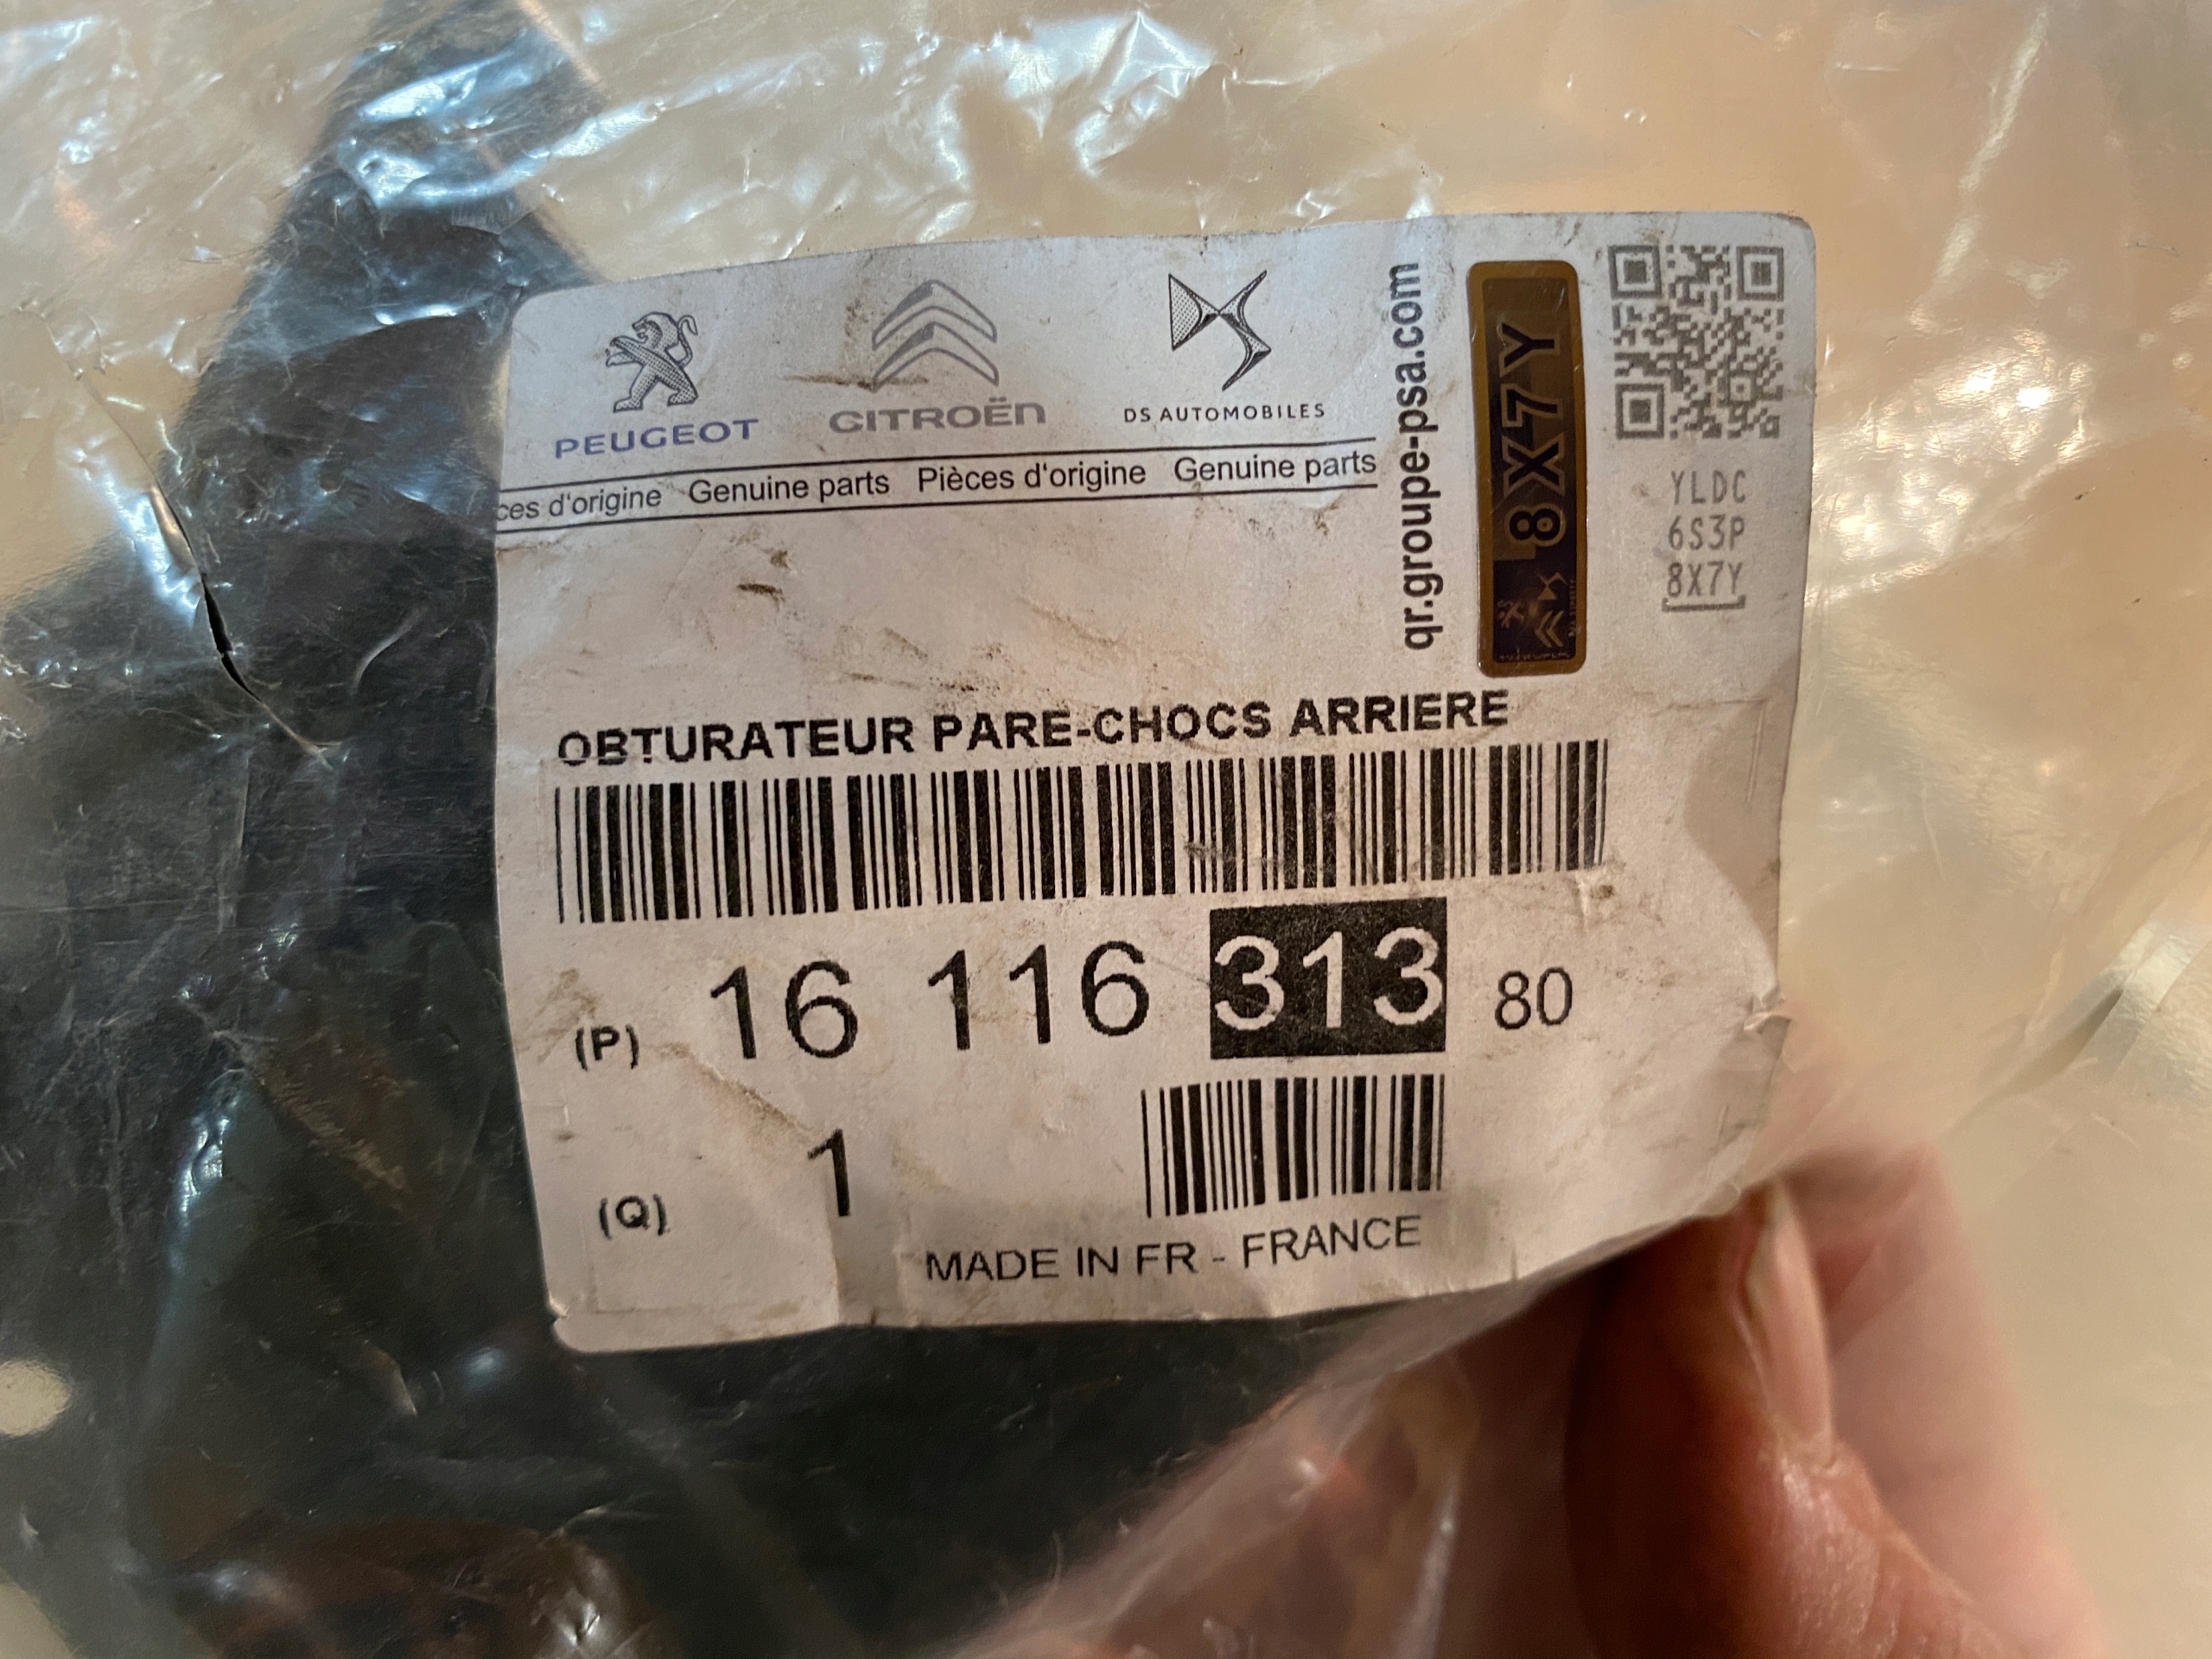 PEUGEOT
CITROËN
DS AUTOMOBILES
ces d'origine Genuine parts Pièces d'origine Genuine parts
qr.groupe-psa.com
8X7Y
YLDC
6S3P
8X7Y
OBTURATEUR PARE-CHOCS ARRIERE
(P) 16 116 313 80
(Q) 1
MADE IN FR - FRANCE